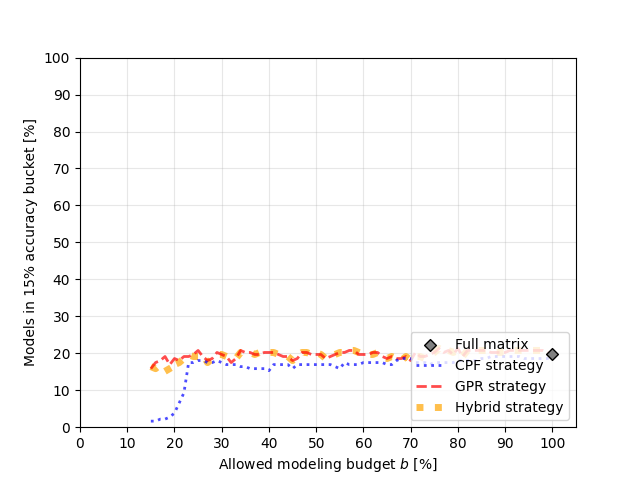 100
90
80
70
60
50
40
30
20
10
0
Models in 15% accuracy bucket [%]
Full matrix
CPF strategy
GPR strategy
Hybrid strategy
0 10 20 30 40 50 60 70 80 90 100
Allowed modeling budget b [%]